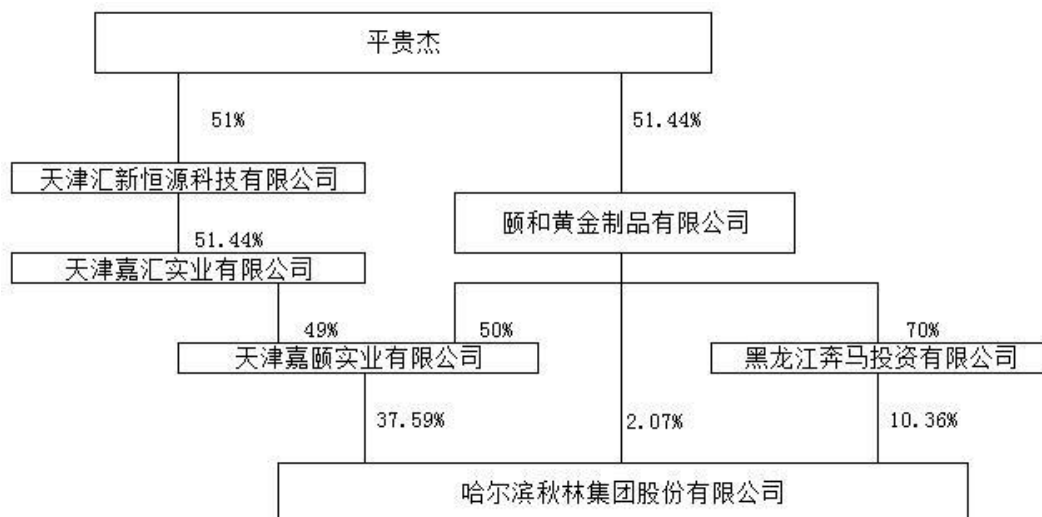 平贵杰
51%
51.44%
天津汇新恒源科技有限公司
颐和黄金制品有限公司
51.44%
天津嘉汇实业有限公司
49%
50%
70%
天津嘉颐实业有限公司
黑龙江奔马投资有限公司
37.59%
2.07%
10.36%
哈尔滨秋林集团股份有限公司